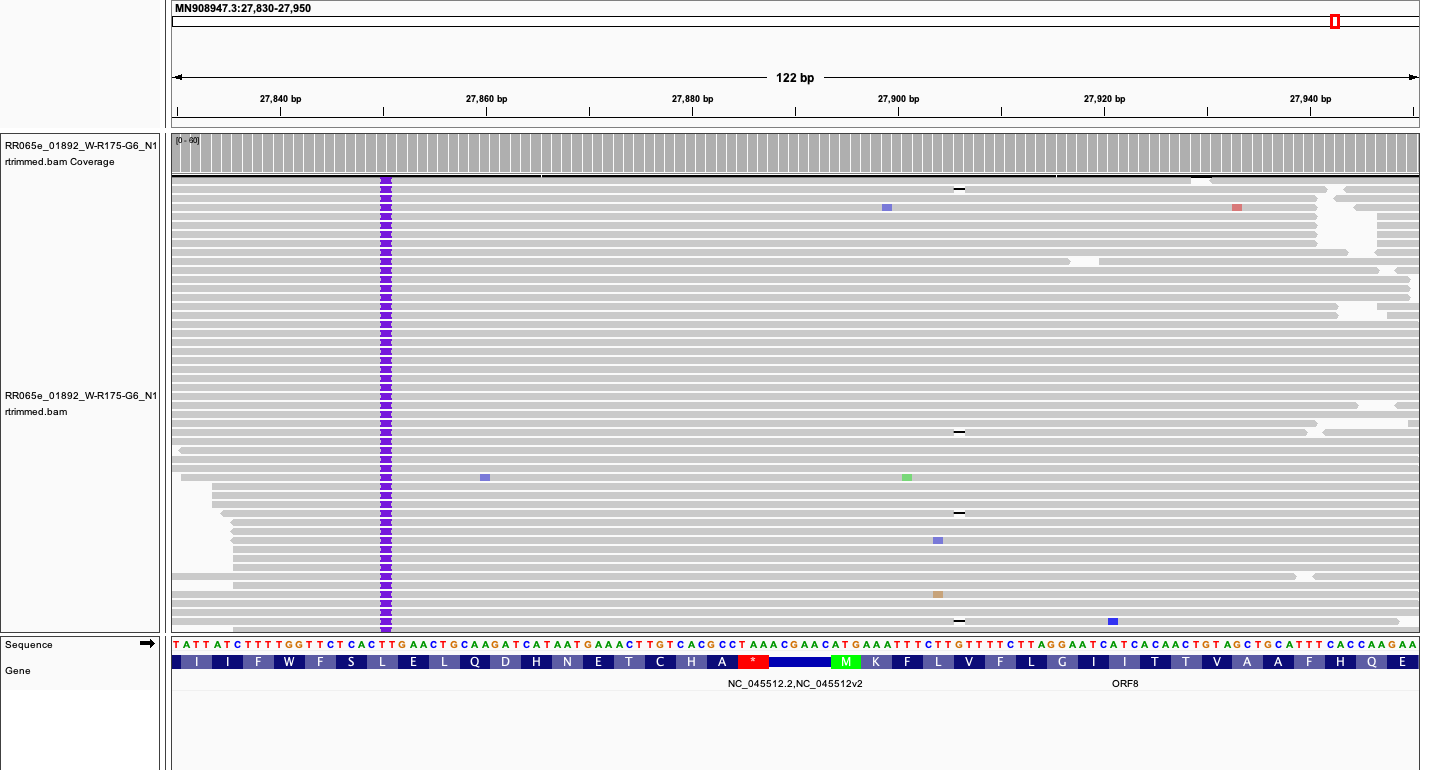 MN908947.3:27,830-27,950
122 bp
27,840 bp 27,860 bp 27,880 bp 27,900 bp 27,920 bp 27,940 bp
RR065e_01892_W-R175-G6_N1
rtrimmed.bam Coverage
[0 - 60]
RR065e_01892_W-R175-G6_N1
rtrimmed.bam
Sequence
TATTATCTTTTGGTTCTCACTTGAACTGCAAGATCATAATGAAACTTGTCACGCCTAAACGAACATGAAATTTCTTGTTTTCTTAGGAATCATCACAACTGTAGCTGCATTTCACCAAGAA
Gene
I I F W F S L E L Q D H N E T C H A * M K F L V F L G I I T T V A A F H Q E
NC_045512.2,NC_045512v2 ORF8